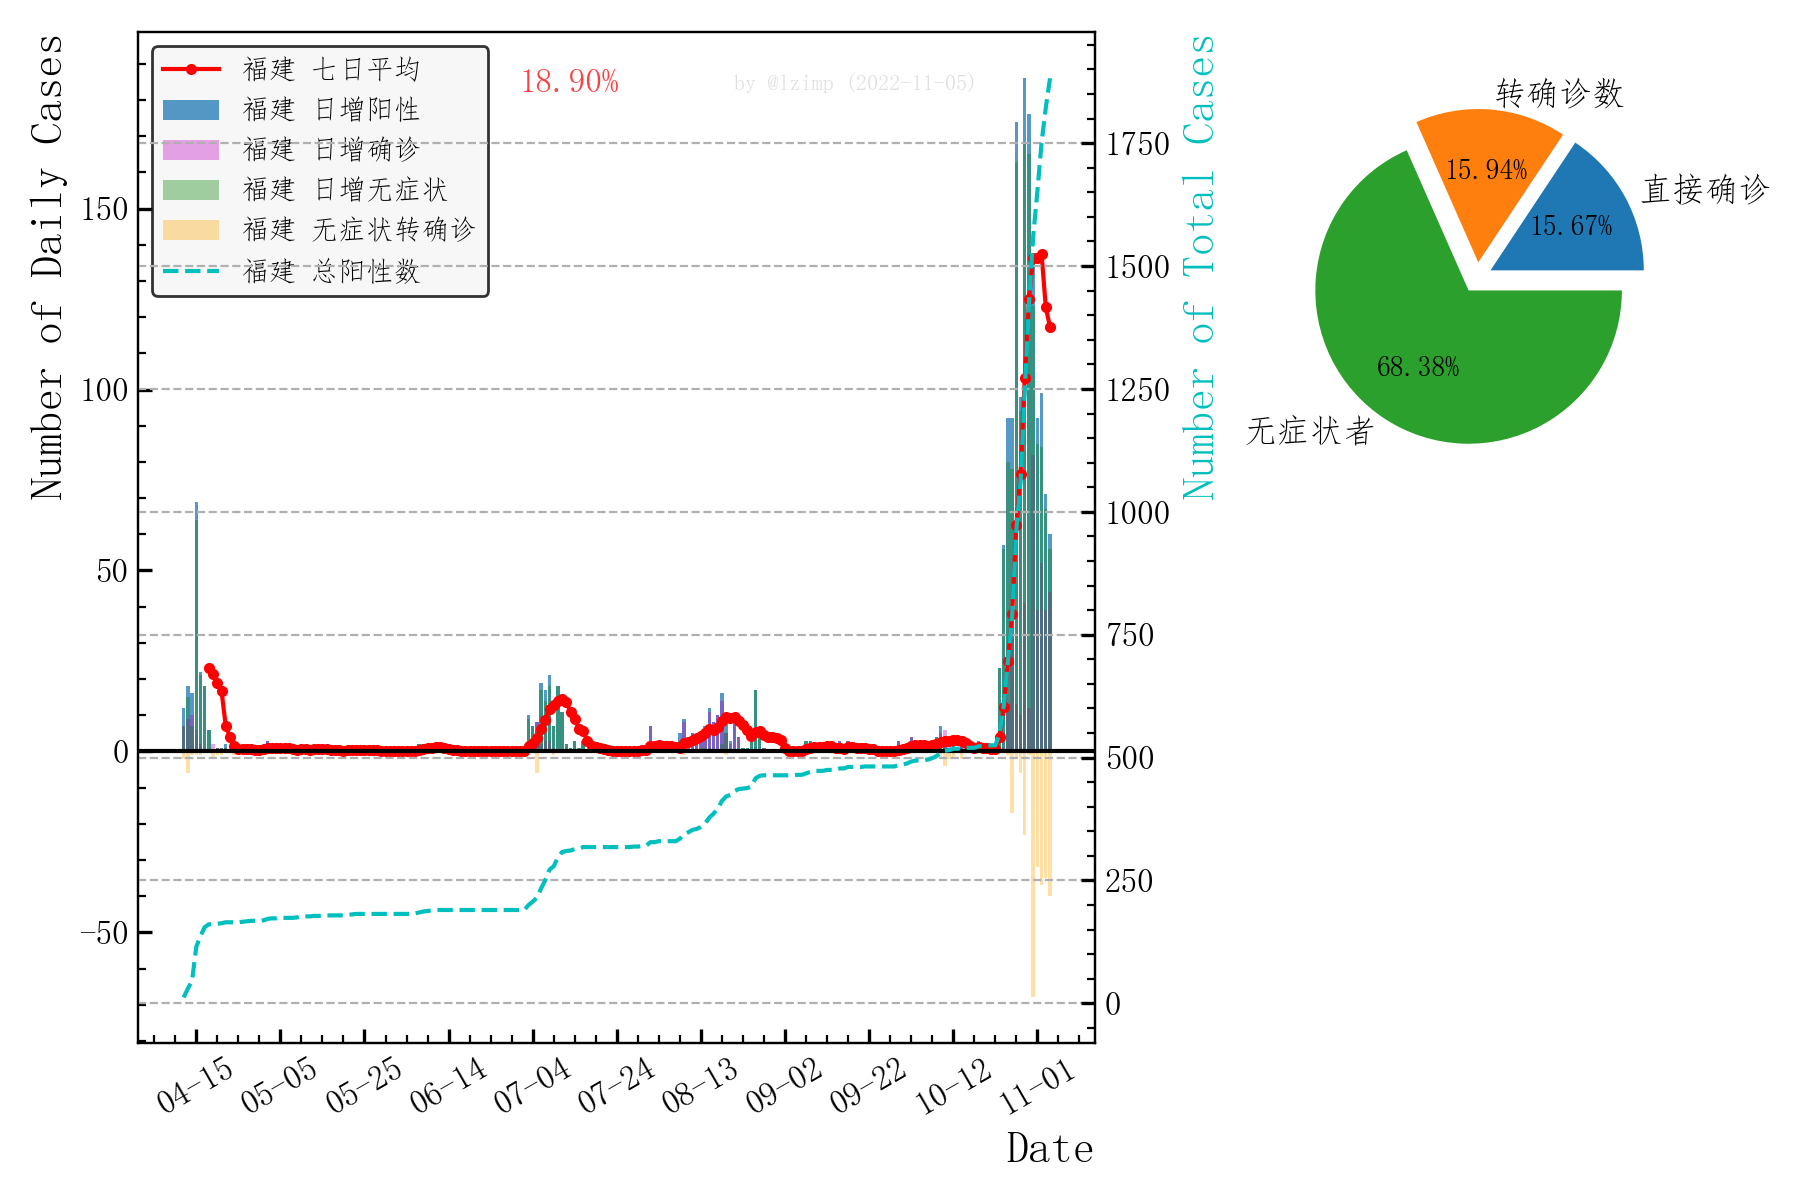 Number of Daily Cases
福建 七日平均
福建 日增阳性
福建 日增确诊
福建 日增无症状
福建 无症状转确诊
福建 总阳性数
18.90%
by @lzimp (2022-11-05)
150
100
50
0
−50
1750
1500
1250
1000
750
500
250
0
Number of Total Cases
04-15
05-05
05-25
06-14
07-04
07-24
08-13
09-02
09-22
10-12
11-01
Date
转确诊数
15.94%
直接确诊
15.67%
68.38%
无症状者